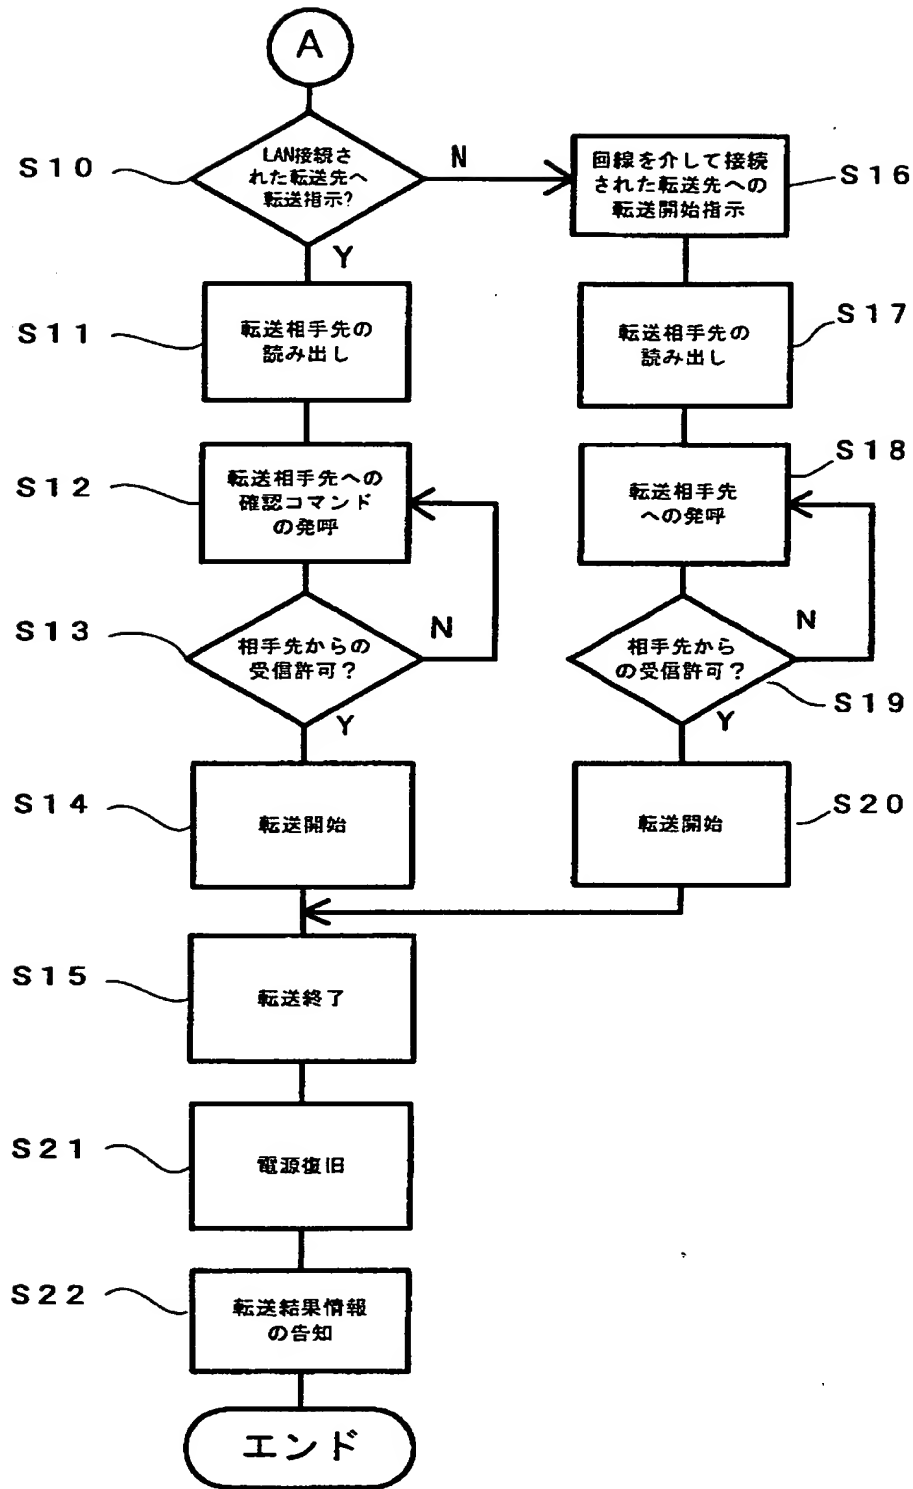 A
S10
LAN接続さ
れた転送先へ
転送指示?
N
Y
回線を介して接続
された転送先への
転送開始指示
S16
S11
転送相手先の
読み出し
転送相手先の
読み出し
S17
S12
転送相手先への
確認コマンド
の発呼
転送相手先
への発呼
S18
S13
相手先からの
受信許可?
N
Y
相手先から
の受信許可?
N
S19
Y
S14
転送開始
転送開始
S20
S15
転送終了
S21
電源復旧
S22
転送結果情報
の告知
エンド